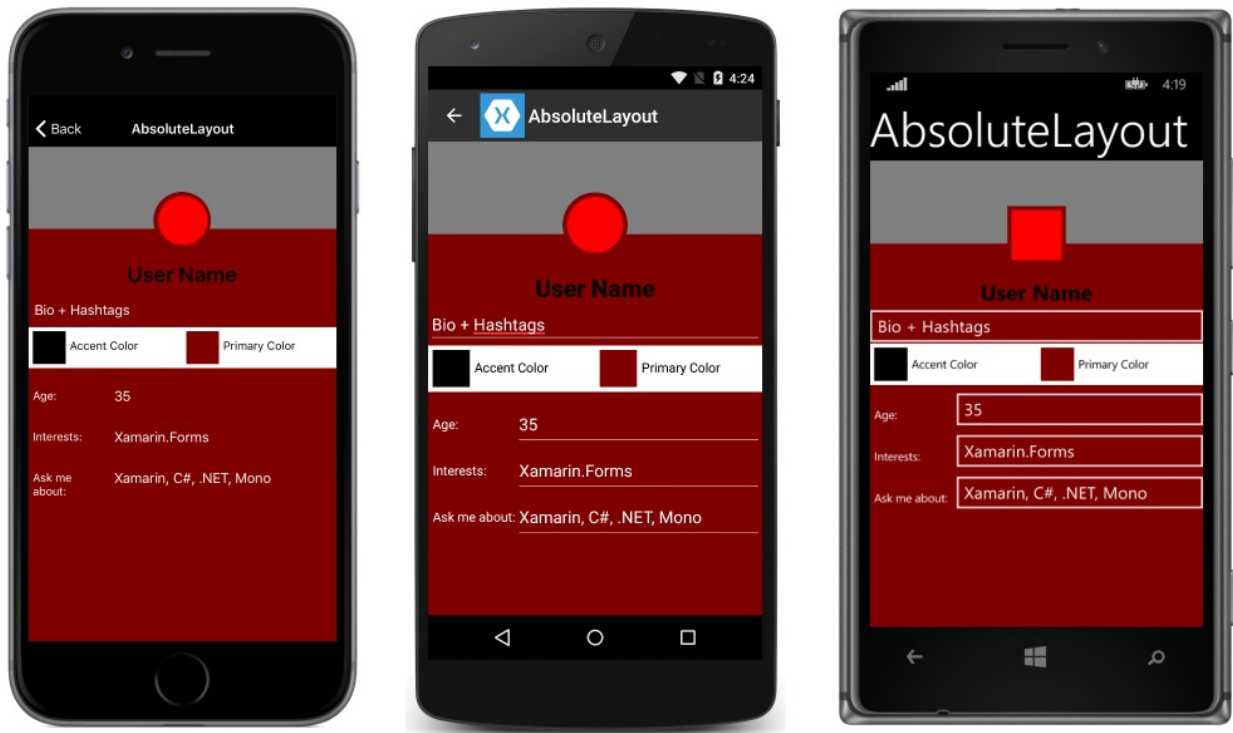 Back AbsoluteLayout
User Name
Bio + Hashtags
Accent Color Primary Color
Age: 35
Interests: Xamarin.Forms
Ask me
about: Xamarin, C#, .NET, Mono
4:24
AbsoluteLayout
User Name
Bio + Hashtags
Accent Color Primary Color
Age: 35
Interests: Xamarin.Forms
Ask me about: Xamarin, C#, .NET, Mono
4:19
AbsoluteLayout
User Name
Bio + Hashtags
Accent Color Primary Color
Age: 35
Interests: Xamarin.Forms
Ask me about: Xamarin, C#, .NET, Mono